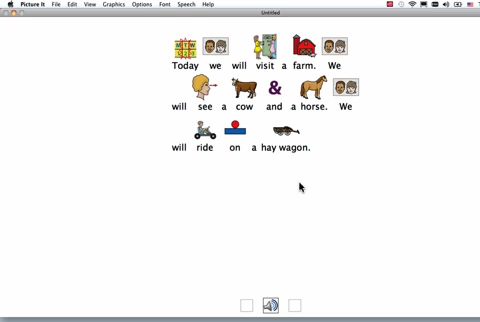 Picture It File Edit View Graphics Options Font Speech Help
Untitled
M T W
Today we will visit a farm. We
&
will see a cow and a horse. We
will ride on a hay wagon.